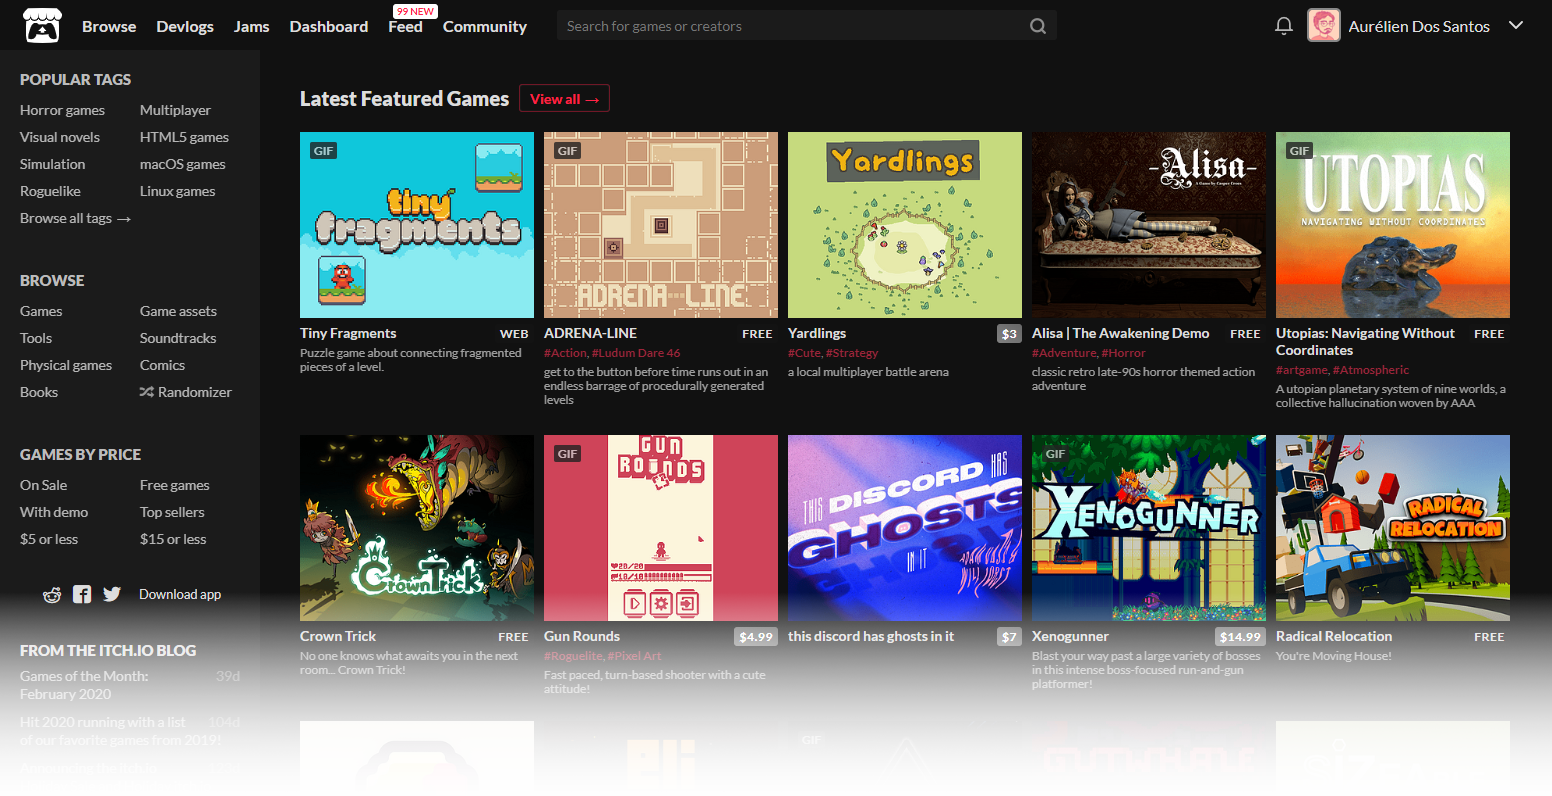 Browse Devlogs Jams Dashboard Feed Community
99 NEW
Search for games or creators
Aurélien Dos Santos
POPULAR TAGS
Horror games Multiplayer
Visual novels HTML5 games
Simulation macOS games
Roguelike Linux games
Browse all tags →
BROWSE
Games Game assets
Tools Soundtracks
Physical games Comics
Books Randomizer
GAMES BY PRICE
On Sale Free games
With demo Top sellers
$5 or less $15 or less
Download app
FROM THE ITCH.IO BLOG
Games of the Month: 39d
February 2020
Hit 2020 running with a list 104d
of our favorite games from 2019!
Latest Featured Games View all →
GIF
tiny
fragments
Tiny Fragments WEB
Puzzle game about connecting fragmented
pieces of a level.
GIF
ADRENA LINE
ADRENA-LINE FREE
#Action, #Ludum Dare 46
get to the button before time runs out in an
endless barrage of procedurally generated
levels
Yardlings
Yardlings $3
#Cute, #Strategy
a local multiplayer battle arena
-Alisa-
A Game by Casper Croes
Alisa | The Awakening Demo FREE
#Adventure, #Horror
classic retro late-90s horror themed action
adventure
GIF
UTOPIAS
NAVIGATING WITHOUT COORDINATES
Utopias: Navigating Without FREE
Coordinates
#artgame, #Atmospheric
A utopian planetary system of nine worlds, a
collective hallucination woven by AAA
CrownTrick
Crown Trick FREE
No one knows what awaits you in the next
room... Crown Trick!
GIF
GUN
ROUNDS
20/20
10/10
Gun Rounds $4.99
#Roguelite, #Pixel Art
Fast paced, turn-based shooter with a cute
attitude!
THIS DISCORD HAS
GHOSTS
IN IT
this discord has ghosts in it $7
GIF
XENOGUNNER
Xenogunner $14.99
Blast your way past a large variety of bosses
in this intense boss-focused run-and-gun
platformer!
RADICAL
RELOCATION
Radical Relocation FREE
You're Moving House!
GIF